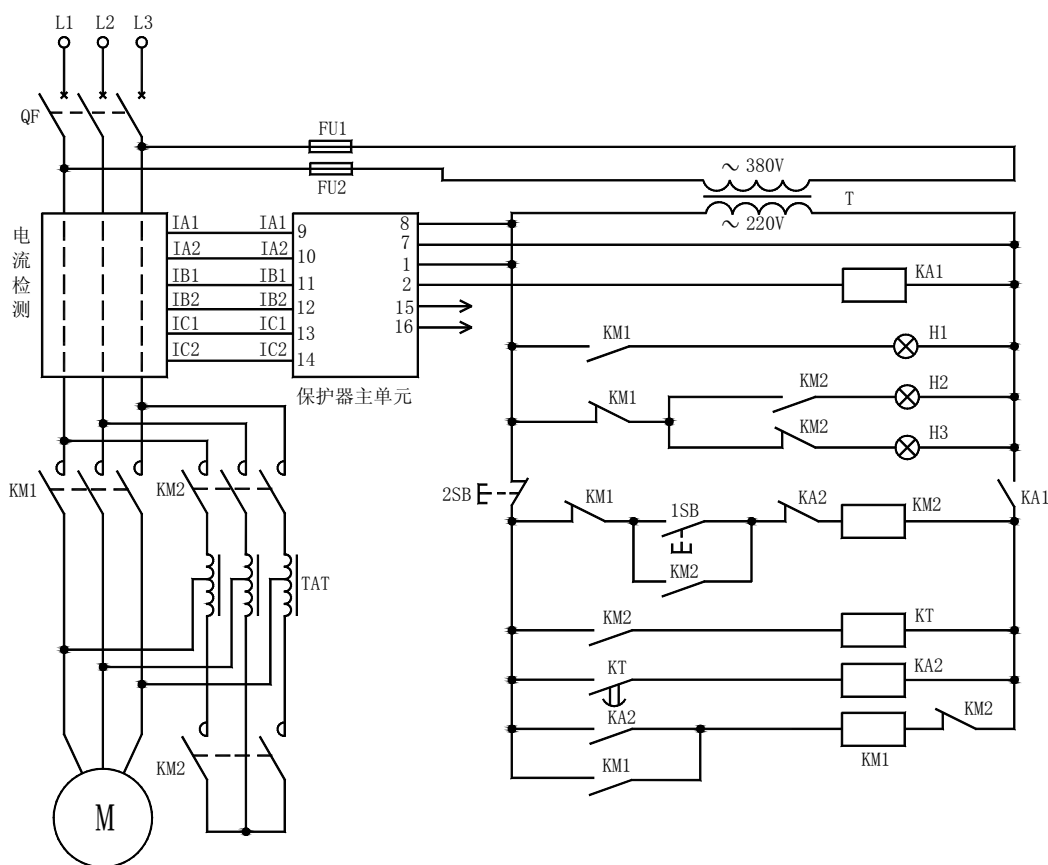 L1 L2 L3
QF
FU1
FU2
～380V
T
～220V
电流检测
IA1 IA1 9
IA2 IA2 10
IB1 IB1 11
IB2 IB2 12
IC1 IC1 13
IC2 IC2 14
8
7
1
2
15
16
保护器主单元
KA1
KM1 H1
KM1 KM2 H2
KM2 H3
KM1 KM2
2SB KM1 1SB KA2 KM2 KA1
KM2
TAT
KM2 KT
KT KA2
KA2 KM2
KM1
KM1
KM2
M